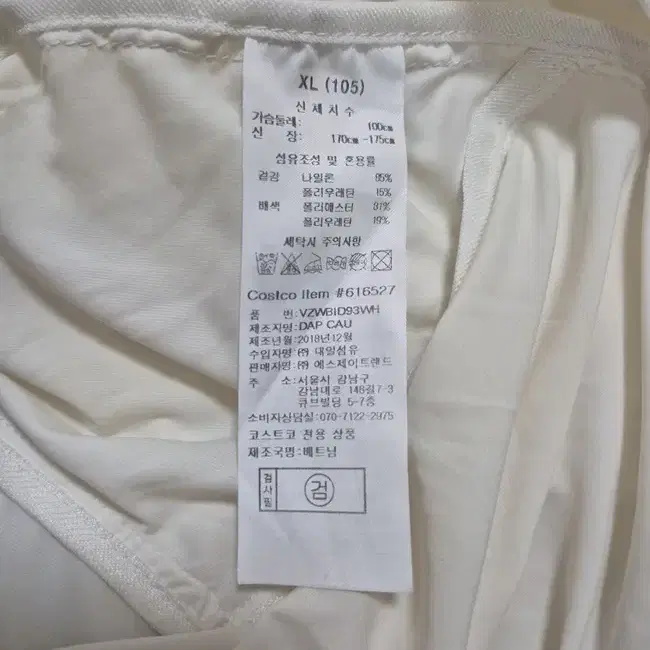 XL (105)
신체치수
가슴둘레: 100cm
신 장: 170cm -175cm
섬유조성 및 혼용률
겉감 나일론 85%
폴리우레탄 15%
배색 폴리에스터 81%
폴리우레탄 19%
세탁시 주의사항
Costco Item #616527
품 번:VZWBID93WH
제조자명:DAP CAU
제조년월:2018년12월
수입자명:㈜ 대일섬유
판매자명:㈜ 에스제이트렌드
주 소:서울시 강남구
강남대로 146길7-3
큐브빌딩 5-7층
소비자상담실:070-7122-2975
코스트코 전용 상품
제조국명:베트남
검사필 검